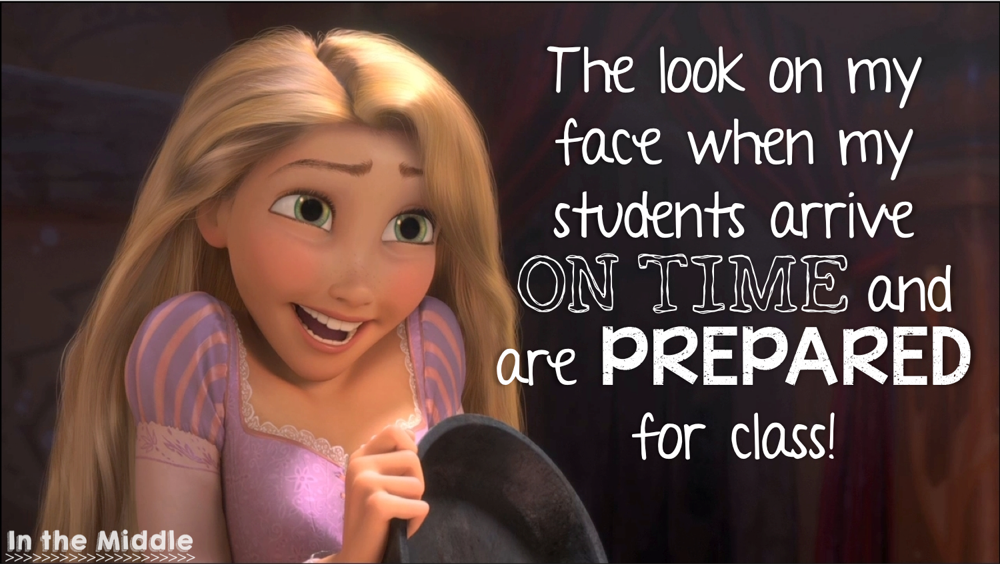 The look on my
face when my
students arrive
ON TIME and
are PREPARED
for class!
In the Middle
>>>>>>>>>>>>>>>>>>>>>